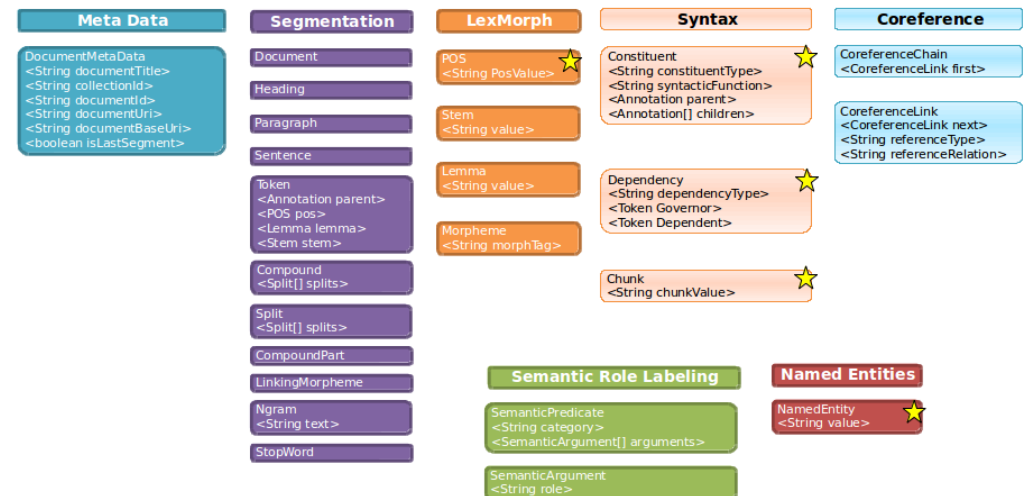 Meta Data
DocumentMetaData
<String documentTitle>
<String collectionId>
<String documentId>
<String documentUri>
<String documentBaseUri>
<boolean isLastSegment>
Segmentation
Document
Heading
Paragraph
Sentence
Token
<Annotation parent>
<POS pos>
<Lemma lemma>
<Stem stem>
Compound
<Split[] splits>
Split
<Split[] splits>
CompoundPart
LinkingMorpheme
Ngram
<String text>
StopWord
LexMorph
POS
<String PosValue>
Stem
<String value>
Lemma
<String value>
Morpheme
<String morphTag>
Syntax
Constituent
<String constituentType>
<String syntacticFunction>
<Annotation parent>
<Annotation[] children>
Dependency
<String dependencyType>
<Token Governor>
<Token Dependent>
Chunk
<String chunkValue>
Coreference
CoreferenceChain
<CoreferenceLink first>
CoreferenceLink
<CoreferenceLink next>
<String referenceType>
<String referenceRelation>
Semantic Role Labeling
SemanticPredicate
<String category>
<SemanticArgument[] arguments>
SemanticArgument
<String role>
Named Entities
NamedEntity
<String value>